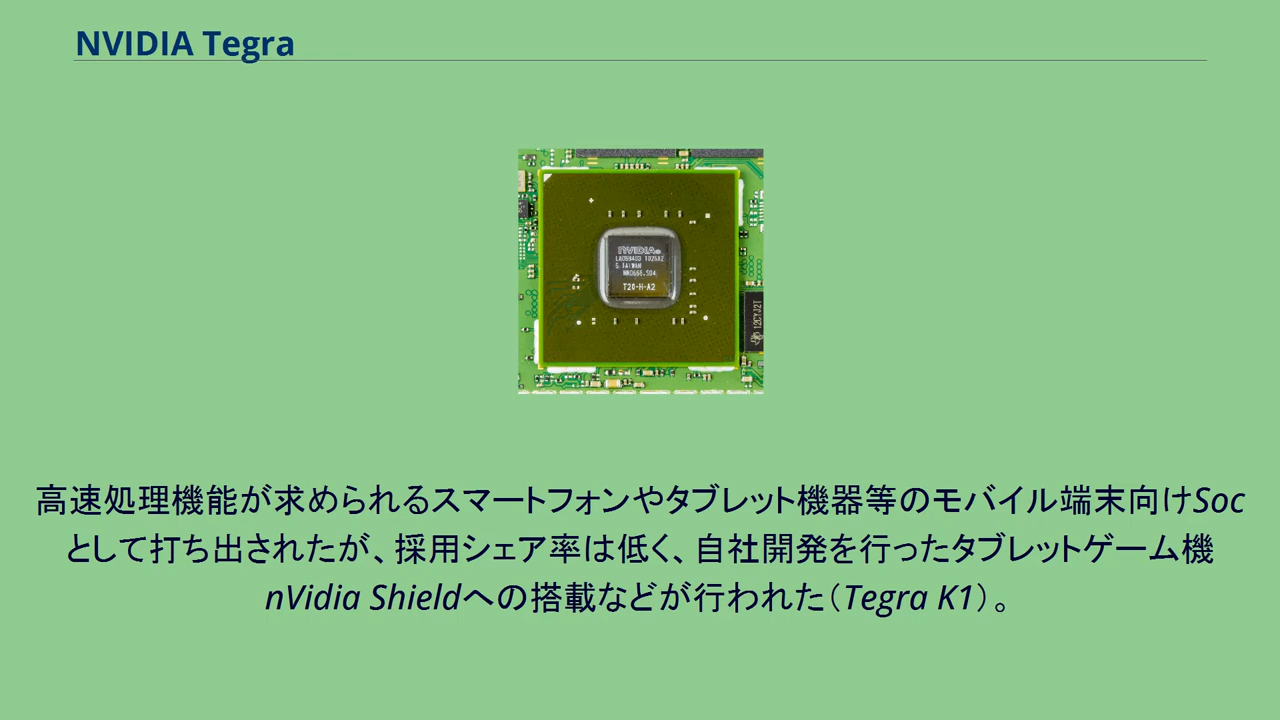 NVIDIA Tegra
NVIDIA
T20-H-A2
12CYJ2T
高速処理機能が求められるスマートフォンやタブレット機器等のモバイル端末向けSoc
として打ち出されたが、採用シェア率は低く、自社開発を行ったタブレットゲーム機
nVidia Shieldへの搭載などが行われた（Tegra K1）。